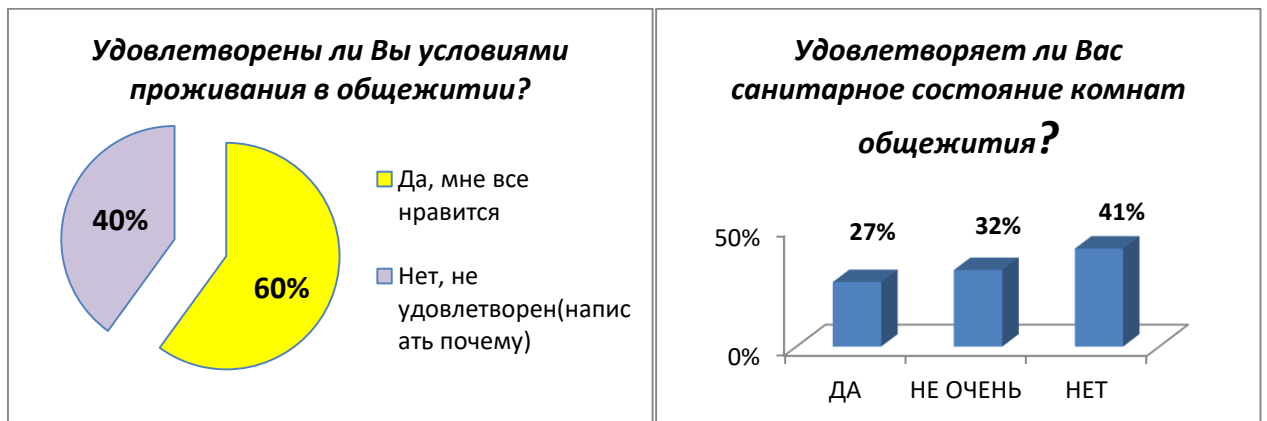 Удовлетворены ли Вы условиями
проживания в общежитии?
40%
60%
Да, мне все
нравится
Нет, не
удовлетворен(напис
ать почему)
Удовлетворяет ли Вас
санитарное состояние комнат
общежития?
50%
0%
27%
32%
41%
ДА
НЕ ОЧЕНЬ
НЕТ